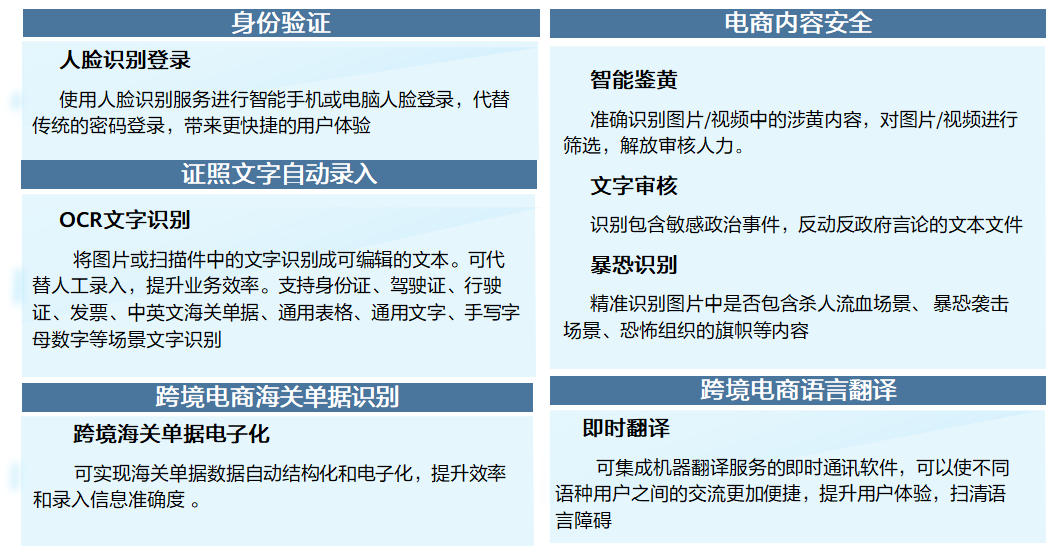 身份验证
人脸识别登录
使用人脸识别服务进行智能手机或电脑人脸登录，代替
传统的密码登录，带来更快捷的用户体验
证照文字自动录入
OCR文字识别
将图片或扫描件中的文字识别成可编辑的文本。可代
替人工录入，提升业务效率。支持身份证、驾驶证、行驶
证、发票、中英文海关单据、通用表格、通用文字、手写字
母数字等场景文字识别
跨境电商海关单据识别
跨境海关单据电子化
可实现海关单据数据自动结构化和电子化，提升效率
和录入信息准确度 。
电商内容安全
智能鉴黄
准确识别图片/视频中的涉黄内容，对图片/视频进行
筛选，解放审核人力。
文字审核
识别包含敏感政治事件，反动反政府言论的文本文件
暴恐识别
精准识别图片中是否包含杀人流血场景、 暴恐袭击
场景、恐怖组织的旗帜等内容
跨境电商语言翻译
即时翻译
可集成机器翻译服务的即时通讯软件，可以使不同
语种用户之间的交流更加便捷，提升用户体验，扫清语
言障碍